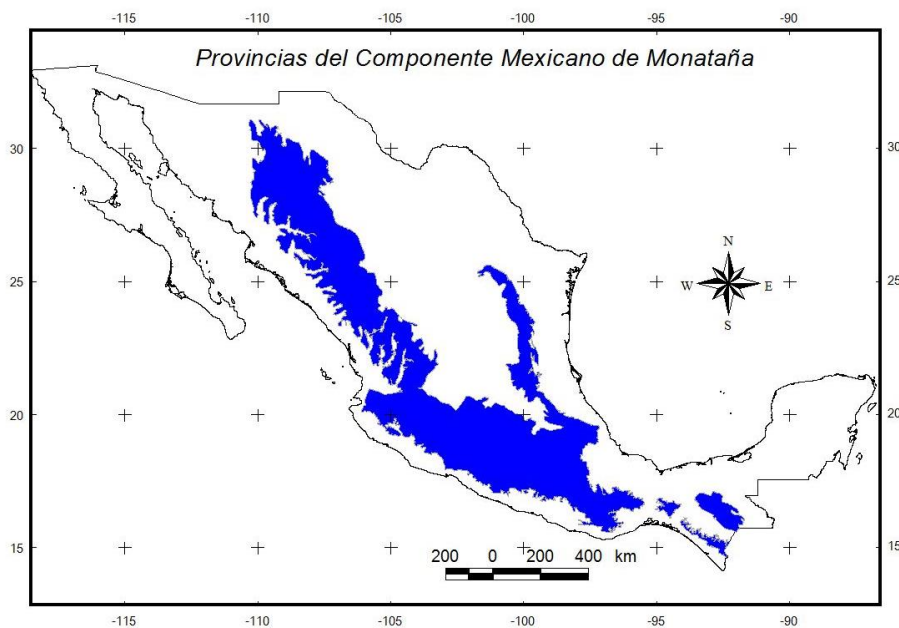 -115 -110 -105 -100 -95 -90
Provincias del Componente Mexicano de Monataña
30 30
N
25 W E 25
S
20 20
15 15
200 0 200 400 km
-115 -110 -105 -100 -95 -90